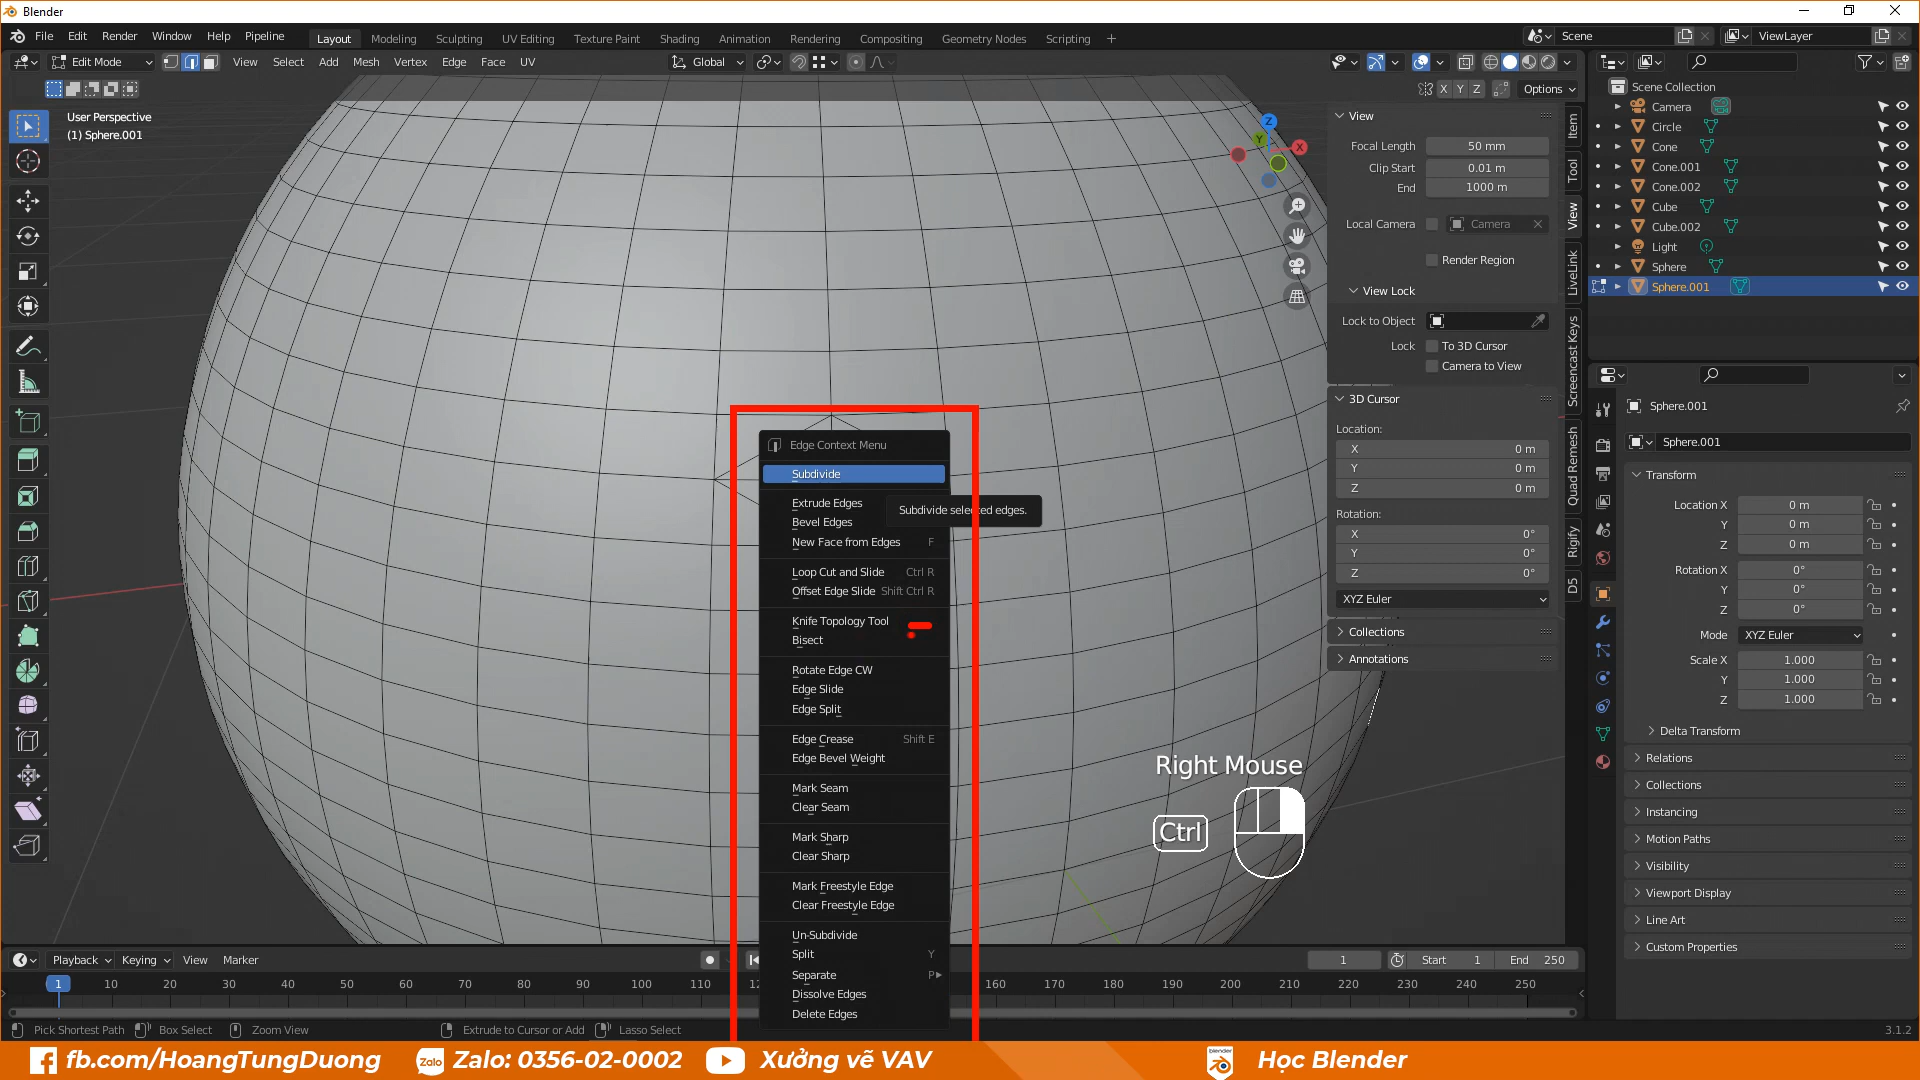 Blender
File Edit Render Window Help Pipeline
Layout Modeling Sculpting UV Editing Texture Paint Shading Animation Rendering Compositing Geometry Nodes Scripting +
Scene ViewLayer
Edit Mode View Select Add Mesh Vertex Edge Face UV Global
X Y Z Options
User Perspective
(1) Sphere.001
Z
Y
X
View
Focal Length 50 mm
Clip Start 0.01 m
End 1000 m
Local Camera Camera
Render Region
View Lock
Lock to Object
Lock To 3D Cursor
Camera to View
3D Cursor
Location:
X 0 m
Y 0 m
Z 0 m
Rotation:
X 0°
Y 0°
Z 0°
XYZ Euler
Collections
Annotations
Item
Tool
View
LiveLink
Screencast Keys
Quad Remesh
Rigify
D5
Scene Collection
Camera
Circle
Cone
Cone.001
Cone.002
Cube
Cube.002
Light
Sphere
Sphere.001
Sphere.001
Sphere.001
Transform
Location X 0 m
Y 0 m
Z 0 m
Rotation X 0°
Y 0°
Z 0°
Mode XYZ Euler
Scale X 1.000
Y 1.000
Z 1.000
Delta Transform
Relations
Collections
Instancing
Motion Paths
Visibility
Viewport Display
Line Art
Custom Properties
Edge Context Menu
Subdivide
Subdivide selected edges.
Extrude Edges
Bevel Edges
New Face from Edges F
Loop Cut and Slide Ctrl R
Offset Edge Slide Shift Ctrl R
Knife Topology Tool
Bisect
Rotate Edge CW
Edge Slide
Edge Split
Edge Crease Shift E
Edge Bevel Weight
Mark Seam
Clear Seam
Mark Sharp
Clear Sharp
Mark Freestyle Edge
Clear Freestyle Edge
Un-Subdivide
Split Y
Separate P
Dissolve Edges
Delete Edges
Right Mouse
Ctrl
Playback Keying View Marker 1 Start 1 End 250
1 10 20 30 40 50 60 70 80 90 100 110 160 170 180 190 200 210 220 230 240 250
Pick Shortest Path Box Select Zoom View Extrude to Cursor or Add Lasso Select 3.1.2
fb.com/HoangTungDuong Zalo Zalo: 0356-02-0002 Xưởng vẽ VAV blender Học Blender